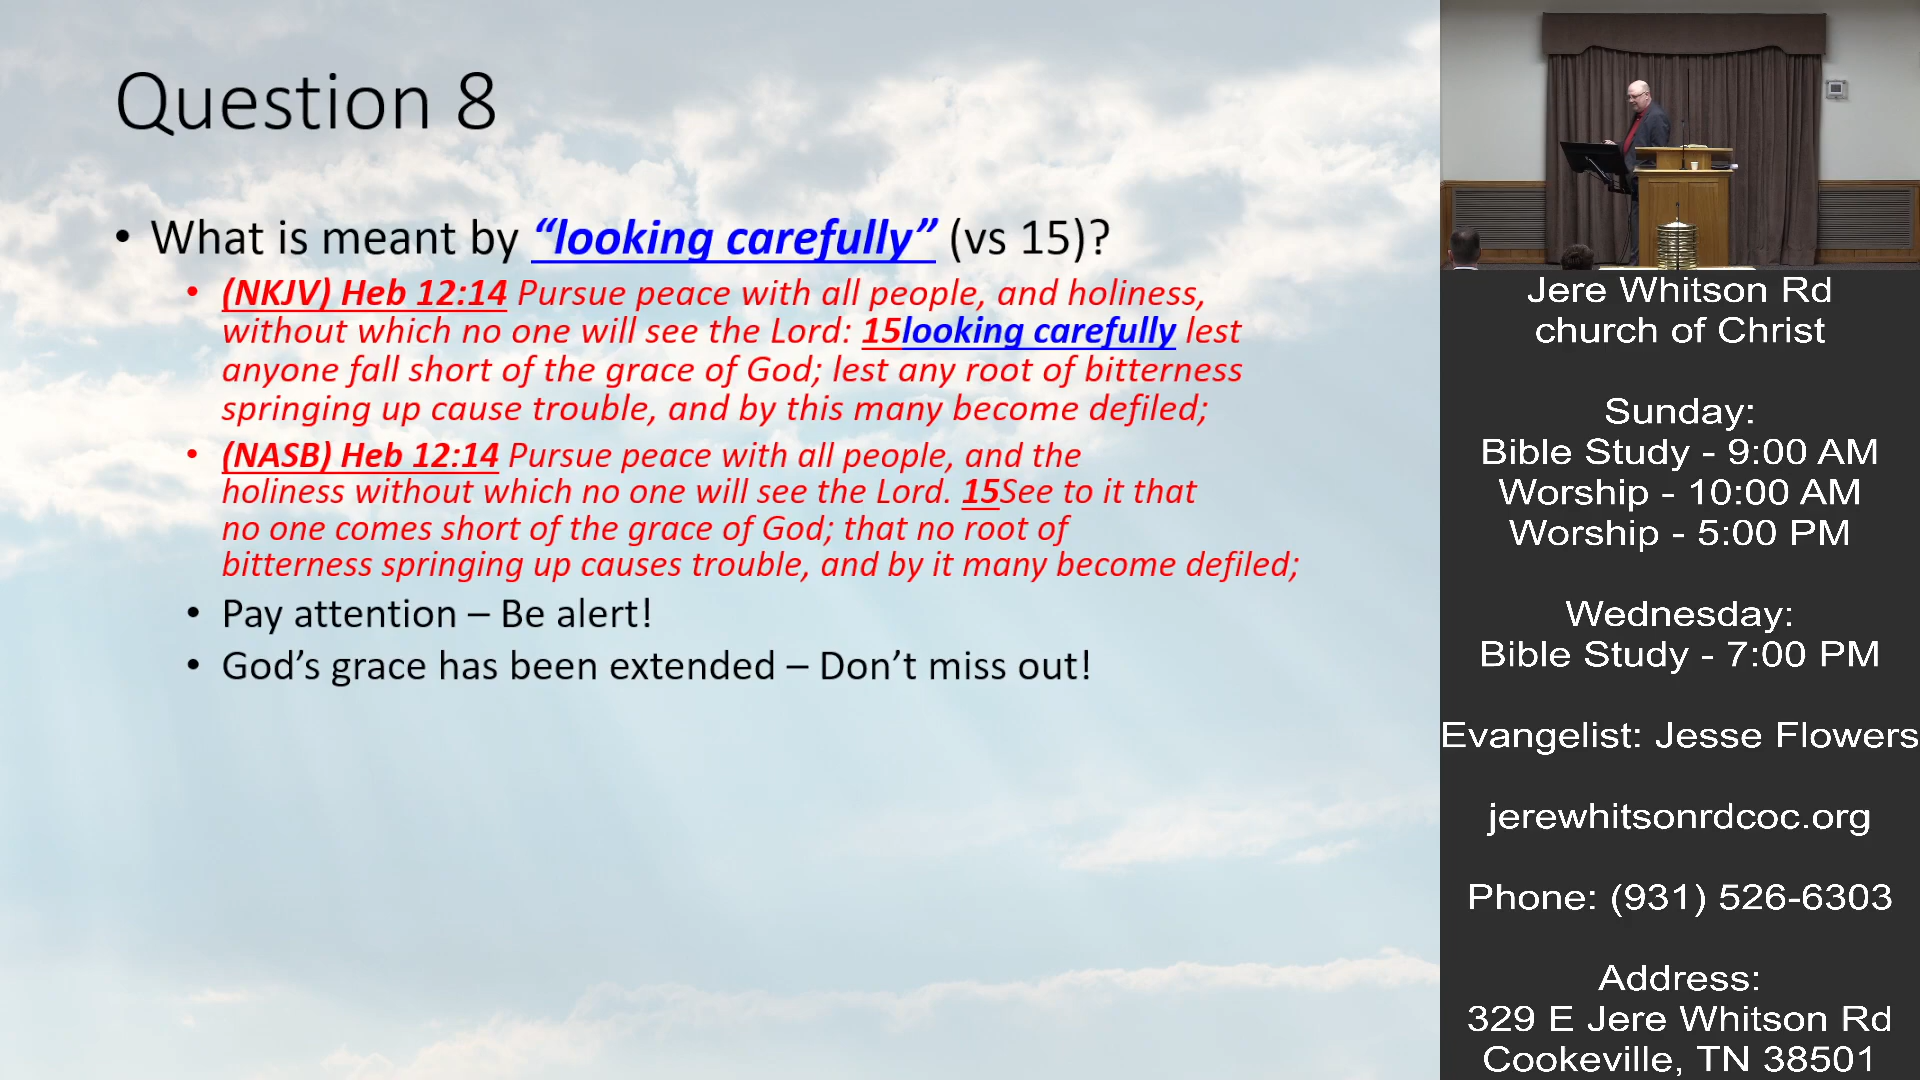 Question 8
• What is meant by “looking carefully” (vs 15)?
• (NKJV) Heb 12:14 Pursue peace with all people, and holiness,
without which no one will see the Lord: 15looking carefully lest
anyone fall short of the grace of God; lest any root of bitterness
springing up cause trouble, and by this many become defiled;
• (NASB) Heb 12:14 Pursue peace with all people, and the
holiness without which no one will see the Lord. 15See to it that
no one comes short of the grace of God; that no root of
bitterness springing up causes trouble, and by it many become defiled;
• Pay attention – Be alert!
• God’s grace has been extended – Don’t miss out!
Jere Whitson Rd
church of Christ
Sunday:
Bible Study - 9:00 AM
Worship - 10:00 AM
Worship - 5:00 PM
Wednesday:
Bible Study - 7:00 PM
Evangelist: Jesse Flowers
jerewhitsonrdcoc.org
Phone: (931) 526-6303
Address:
329 E Jere Whitson Rd
Cookeville, TN 38501